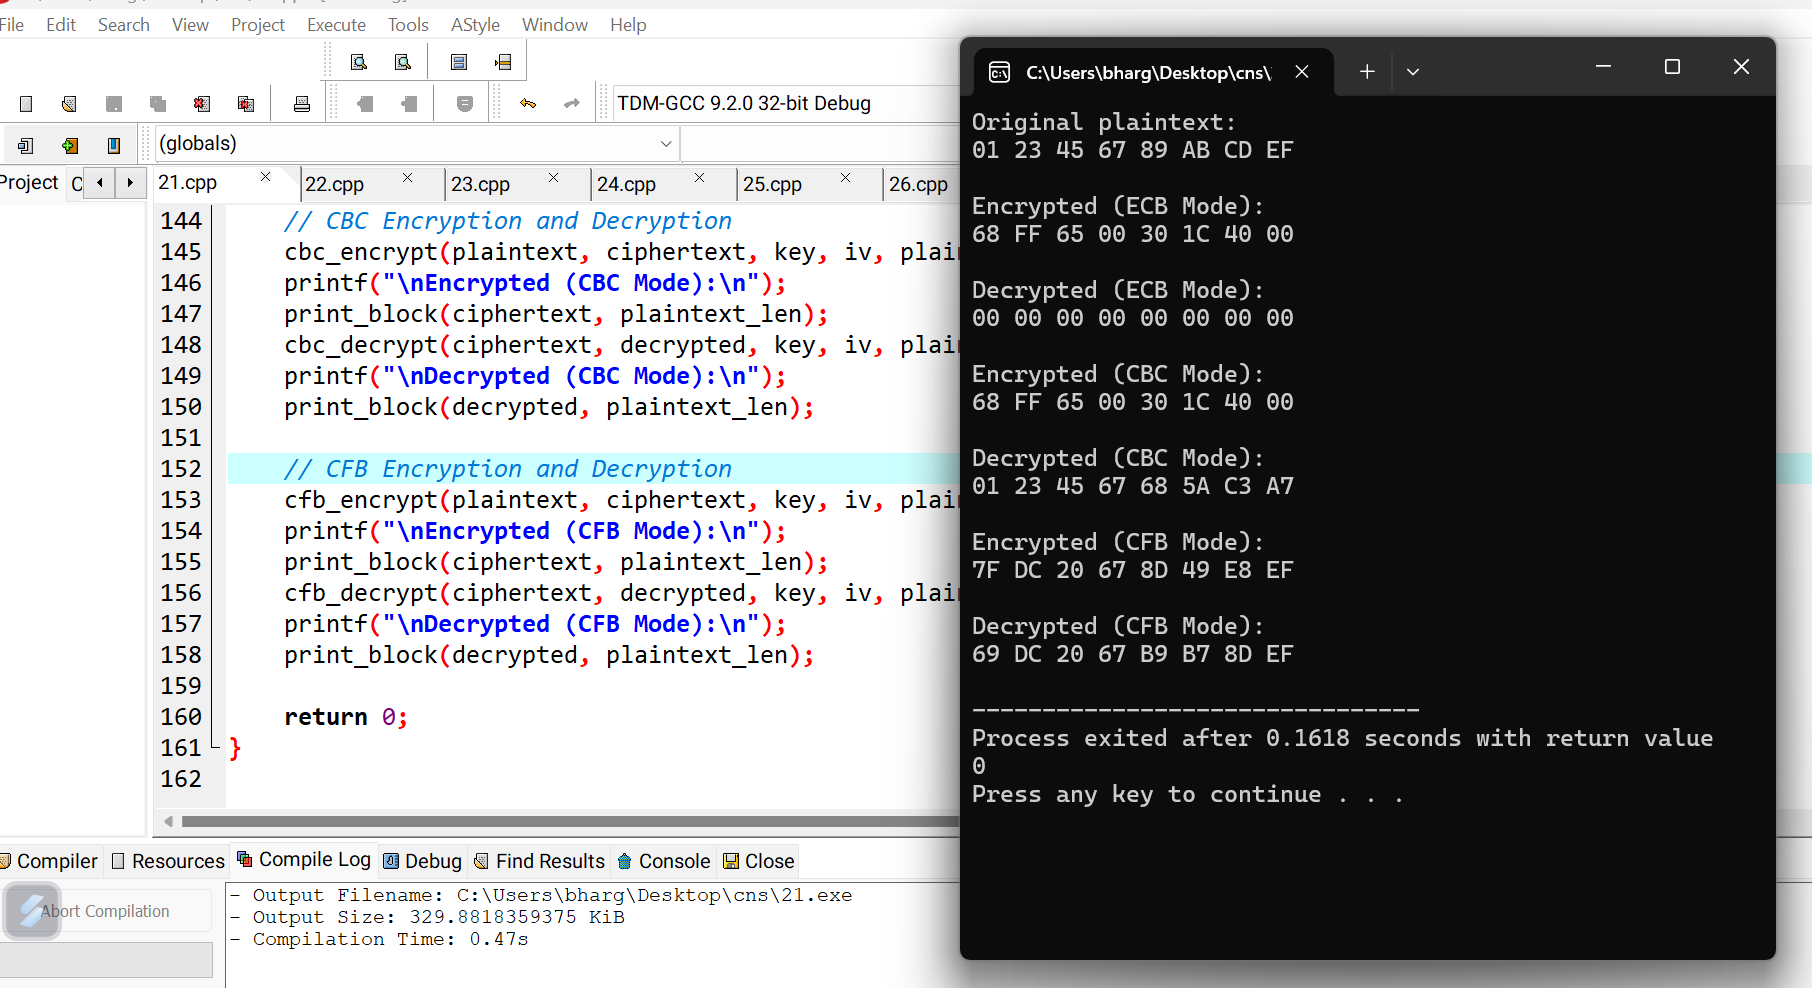 File Edit Search View Project Execute Tools AStyle Window Help
TDM-GCC 9.2.0 32-bit Debug
(globals)
Project C
21.cpp 22.cpp 23.cpp 24.cpp 25.cpp 26.cpp
144 // CBC Encryption and Decryption
145 cbc_encrypt(plaintext, ciphertext, key, iv, plai
146 printf("\nEncrypted (CBC Mode):\n");
147 print_block(ciphertext, plaintext_len);
148 cbc_decrypt(ciphertext, decrypted, key, iv, plai
149 printf("\nDecrypted (CBC Mode):\n");
150 print_block(decrypted, plaintext_len);
151
152 // CFB Encryption and Decryption
153 cfb_encrypt(plaintext, ciphertext, key, iv, plai
154 printf("\nEncrypted (CFB Mode):\n");
155 print_block(ciphertext, plaintext_len);
156 cfb_decrypt(ciphertext, decrypted, key, iv, plai
157 printf("\nDecrypted (CFB Mode):\n");
158 print_block(decrypted, plaintext_len);
159
160 return 0;
161 }
162
Compiler Resources Compile Log Debug Find Results Console Close
Abort Compilation
- Output Filename: C:\Users\bharg\Desktop\cns\21.exe
- Output Size: 329.8818359375 KiB
- Compilation Time: 0.47s
C:\Users\bharg\Desktop\cns\
Original plaintext:
01 23 45 67 89 AB CD EF
Encrypted (ECB Mode):
68 FF 65 00 30 1C 40 00
Decrypted (ECB Mode):
00 00 00 00 00 00 00 00
Encrypted (CBC Mode):
68 FF 65 00 30 1C 40 00
Decrypted (CBC Mode):
01 23 45 67 68 5A C3 A7
Encrypted (CFB Mode):
7F DC 20 67 8D 49 E8 EF
Decrypted (CFB Mode):
69 DC 20 67 B9 B7 8D EF
--------------------------------
Process exited after 0.1618 seconds with return value
0
Press any key to continue . . .